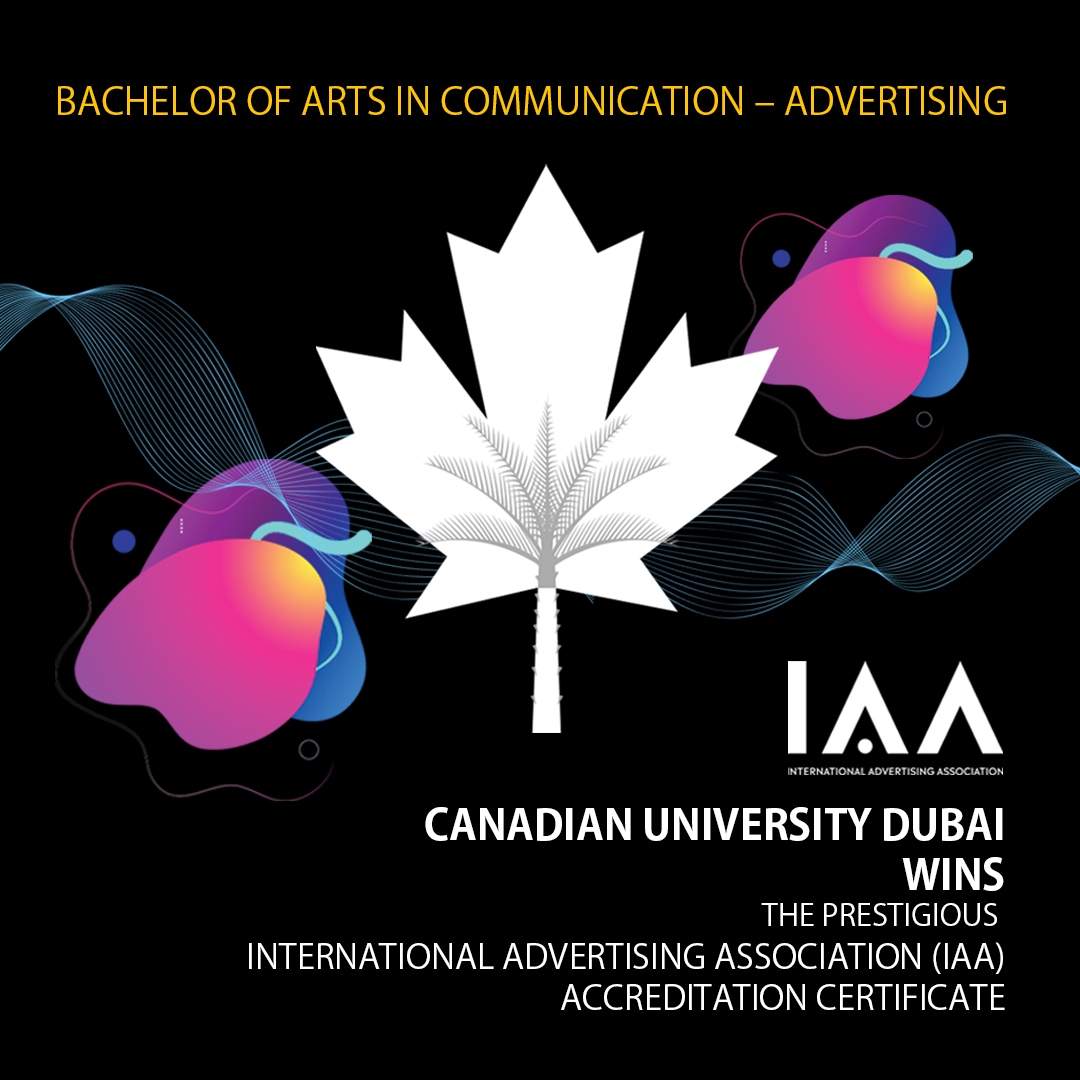 BACHELOR OF ARTS IN COMMUNICATION – ADVERTISING
IAA
INTERNATIONAL ADVERTISING ASSOCIATION
CANADIAN UNIVERSITY DUBAI
WINS
THE PRESTIGIOUS
INTERNATIONAL ADVERTISING ASSOCIATION (IAA)
ACCREDITATION CERTIFICATE